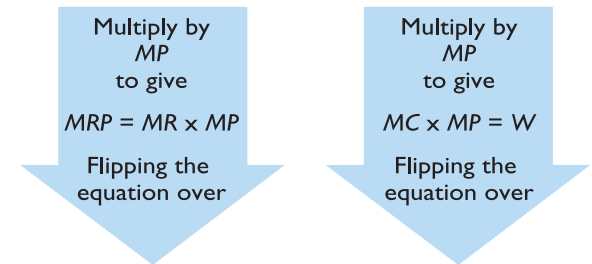 Multiply by
MP
to give
MRP = MR x MP
Flipping the
equation over
Multiply by
MP
to give
MC x MP = W
Flipping the
equation over